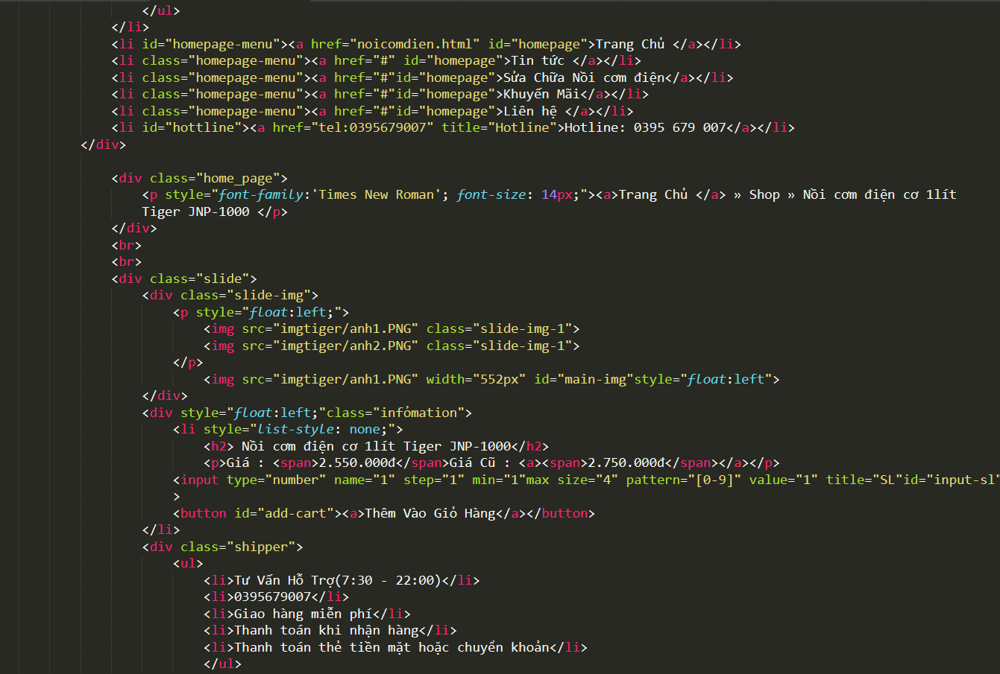 </ul>
</li>
<li id="homepage-menu"><a href="noicomdien.html" id="homepage">Trang Chủ </a></li>
<li class="homepage-menu"><a href="#" id="homepage">Tin tức </a></li>
<li class="homepage-menu"><a href="#"id="homepage">Sửa Chữa Nồi cơm điện</a></li>
<li class="homepage-menu"><a href="#"id="homepage">Khuyến Mãi</a></li>
<li class="homepage-menu"><a href="#"id="homepage">Liên hệ </a></li>
<li id="hottline"><a href="tel:0395679007" title="Hotline">Hotline: 0395 679 007</a></li>
</div>
<div class="home_page">
<p style="font-family:'Times New Roman'; font-size: 14px;"><a>Trang Chủ </a> » Shop » Nồi cơm điện cơ 1lít
Tiger JNP-1000 </p>
</div>
<br>
<br>
<div class="slide">
<div class="slide-img">
<p style="float:left;">
<img src="imgtiger/anh1.PNG" class="slide-img-1">
<img src="imgtiger/anh2.PNG" class="slide-img-1">
</p>
<img src="imgtiger/anh1.PNG" width="552px" id="main-img"style="float:left">
</div>
<div style="float:left;"class="infỏmation">
<li style="list-style: none;">
<h2> Nồi cơm điện cơ 1lít Tiger JNP-1000</h2>
<p>Giá : <span>2.550.000đ</span>Giá Cũ : <a><span>2.750.000đ</span></a></p>
<input type="number" name="1" step="1" min="1"max size="4" pattern="[0-9]" value="1" title="SL"id="input-sl"
>
<button id="add-cart"><a>Thêm Vào Giỏ Hàng</a></button>
</li>
<div class="shipper">
<ul>
<li>Tư Vấn Hỗ Trợ(7:30 - 22:00)</li>
<li>0395679007</li>
<li>Giao hàng miễn phí</li>
<li>Thanh toán khi nhận hàng</li>
<li>Thanh toán thẻ tiền mặt hoặc chuyển khoản</li>
</ul>